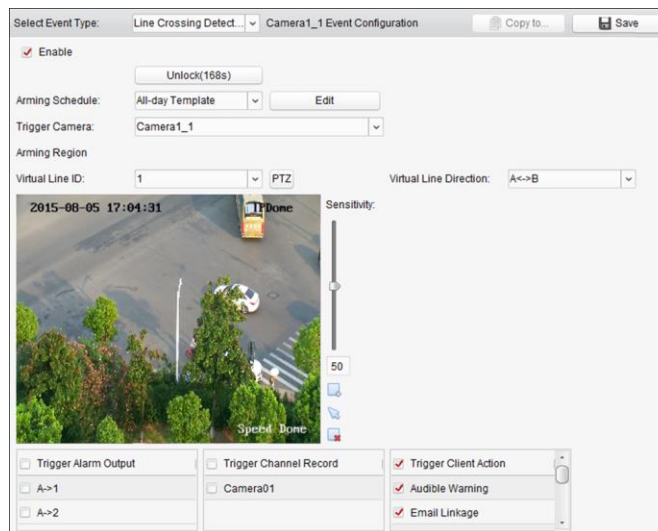 Select Event Type: Line Crossing Detect... Camera1_1 Event Configuration Copy to... Save
Enable
Unlock(168s)
Arming Schedule: All-day Template Edit
Trigger Camera: Camera1_1
Arming Region
Virtual Line ID: 1 PTZ Virtual Line Direction: A<->B
2015-08-05 17:04:31 IPDome Sensitivity:
50
Speed Dome
Trigger Alarm Output Trigger Channel Record Trigger Client Action
A->1 Camera01 Audible Warning
A->2 Email Linkage